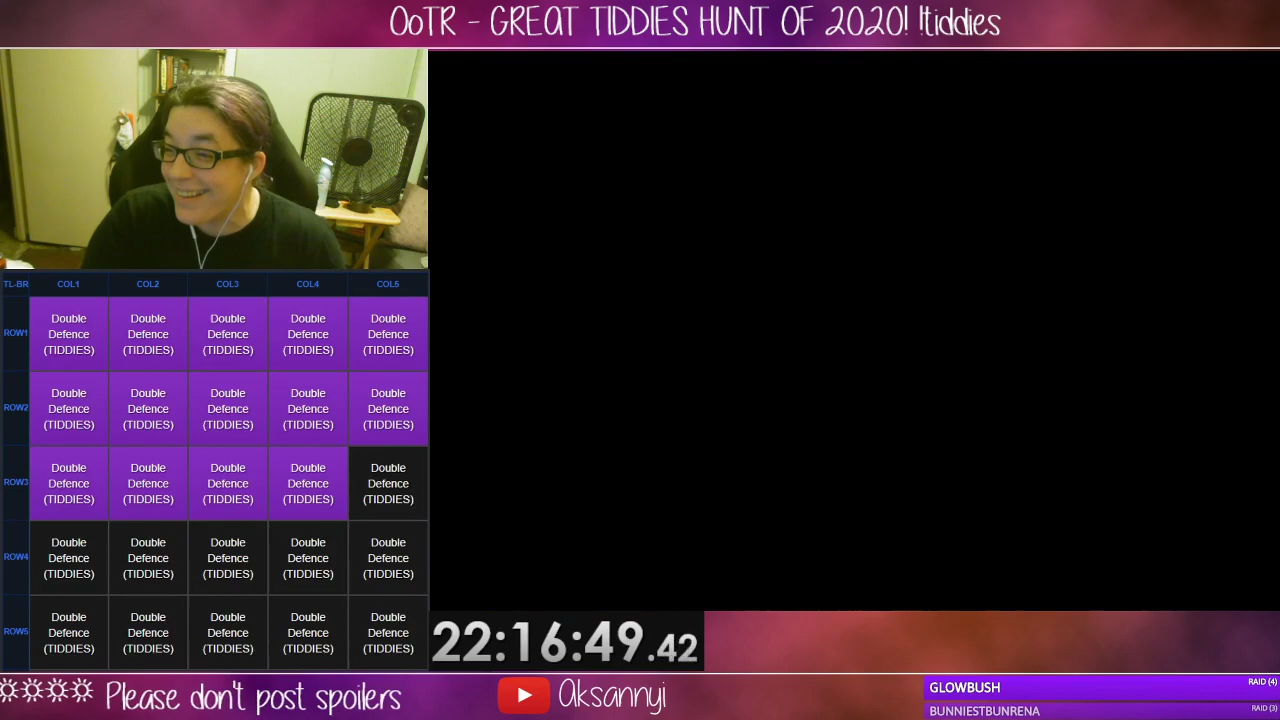 OoTR - GREAT TIDDIES HUNT OF 2020! !tiddies
TL-BR COL1 COL2 COL3 COL4 COL5
ROW1
Double Double Double Double Double
Defence Defence Defence Defence Defence
(TIDDIES) (TIDDIES) (TIDDIES) (TIDDIES) (TIDDIES)
ROW2
Double Double Double Double Double
Defence Defence Defence Defence Defence
(TIDDIES) (TIDDIES) (TIDDIES) (TIDDIES) (TIDDIES)
ROW3
Double Double Double Double Double
Defence Defence Defence Defence Defence
(TIDDIES) (TIDDIES) (TIDDIES) (TIDDIES) (TIDDIES)
ROW4
Double Double Double Double Double
Defence Defence Defence Defence Defence
(TIDDIES) (TIDDIES) (TIDDIES) (TIDDIES) (TIDDIES)
ROW5
Double Double Double Double Double
Defence Defence Defence Defence Defence
(TIDDIES) (TIDDIES) (TIDDIES) (TIDDIES) (TIDDIES)
22:16:49.42
Please don't post spoilers
Aksannyi
GLOWBUSH RAID (4)
BUNNIESTBUNRENA RAID (3)